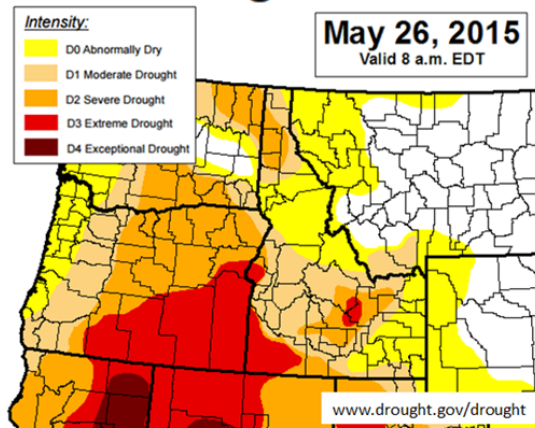 Intensity:
D0 Abnormally Dry
D1 Moderate Drought
D2 Severe Drought
D3 Extreme Drought
D4 Exceptional Drought
May 26, 2015
Valid 8 a.m. EDT
www.drought.gov/drought